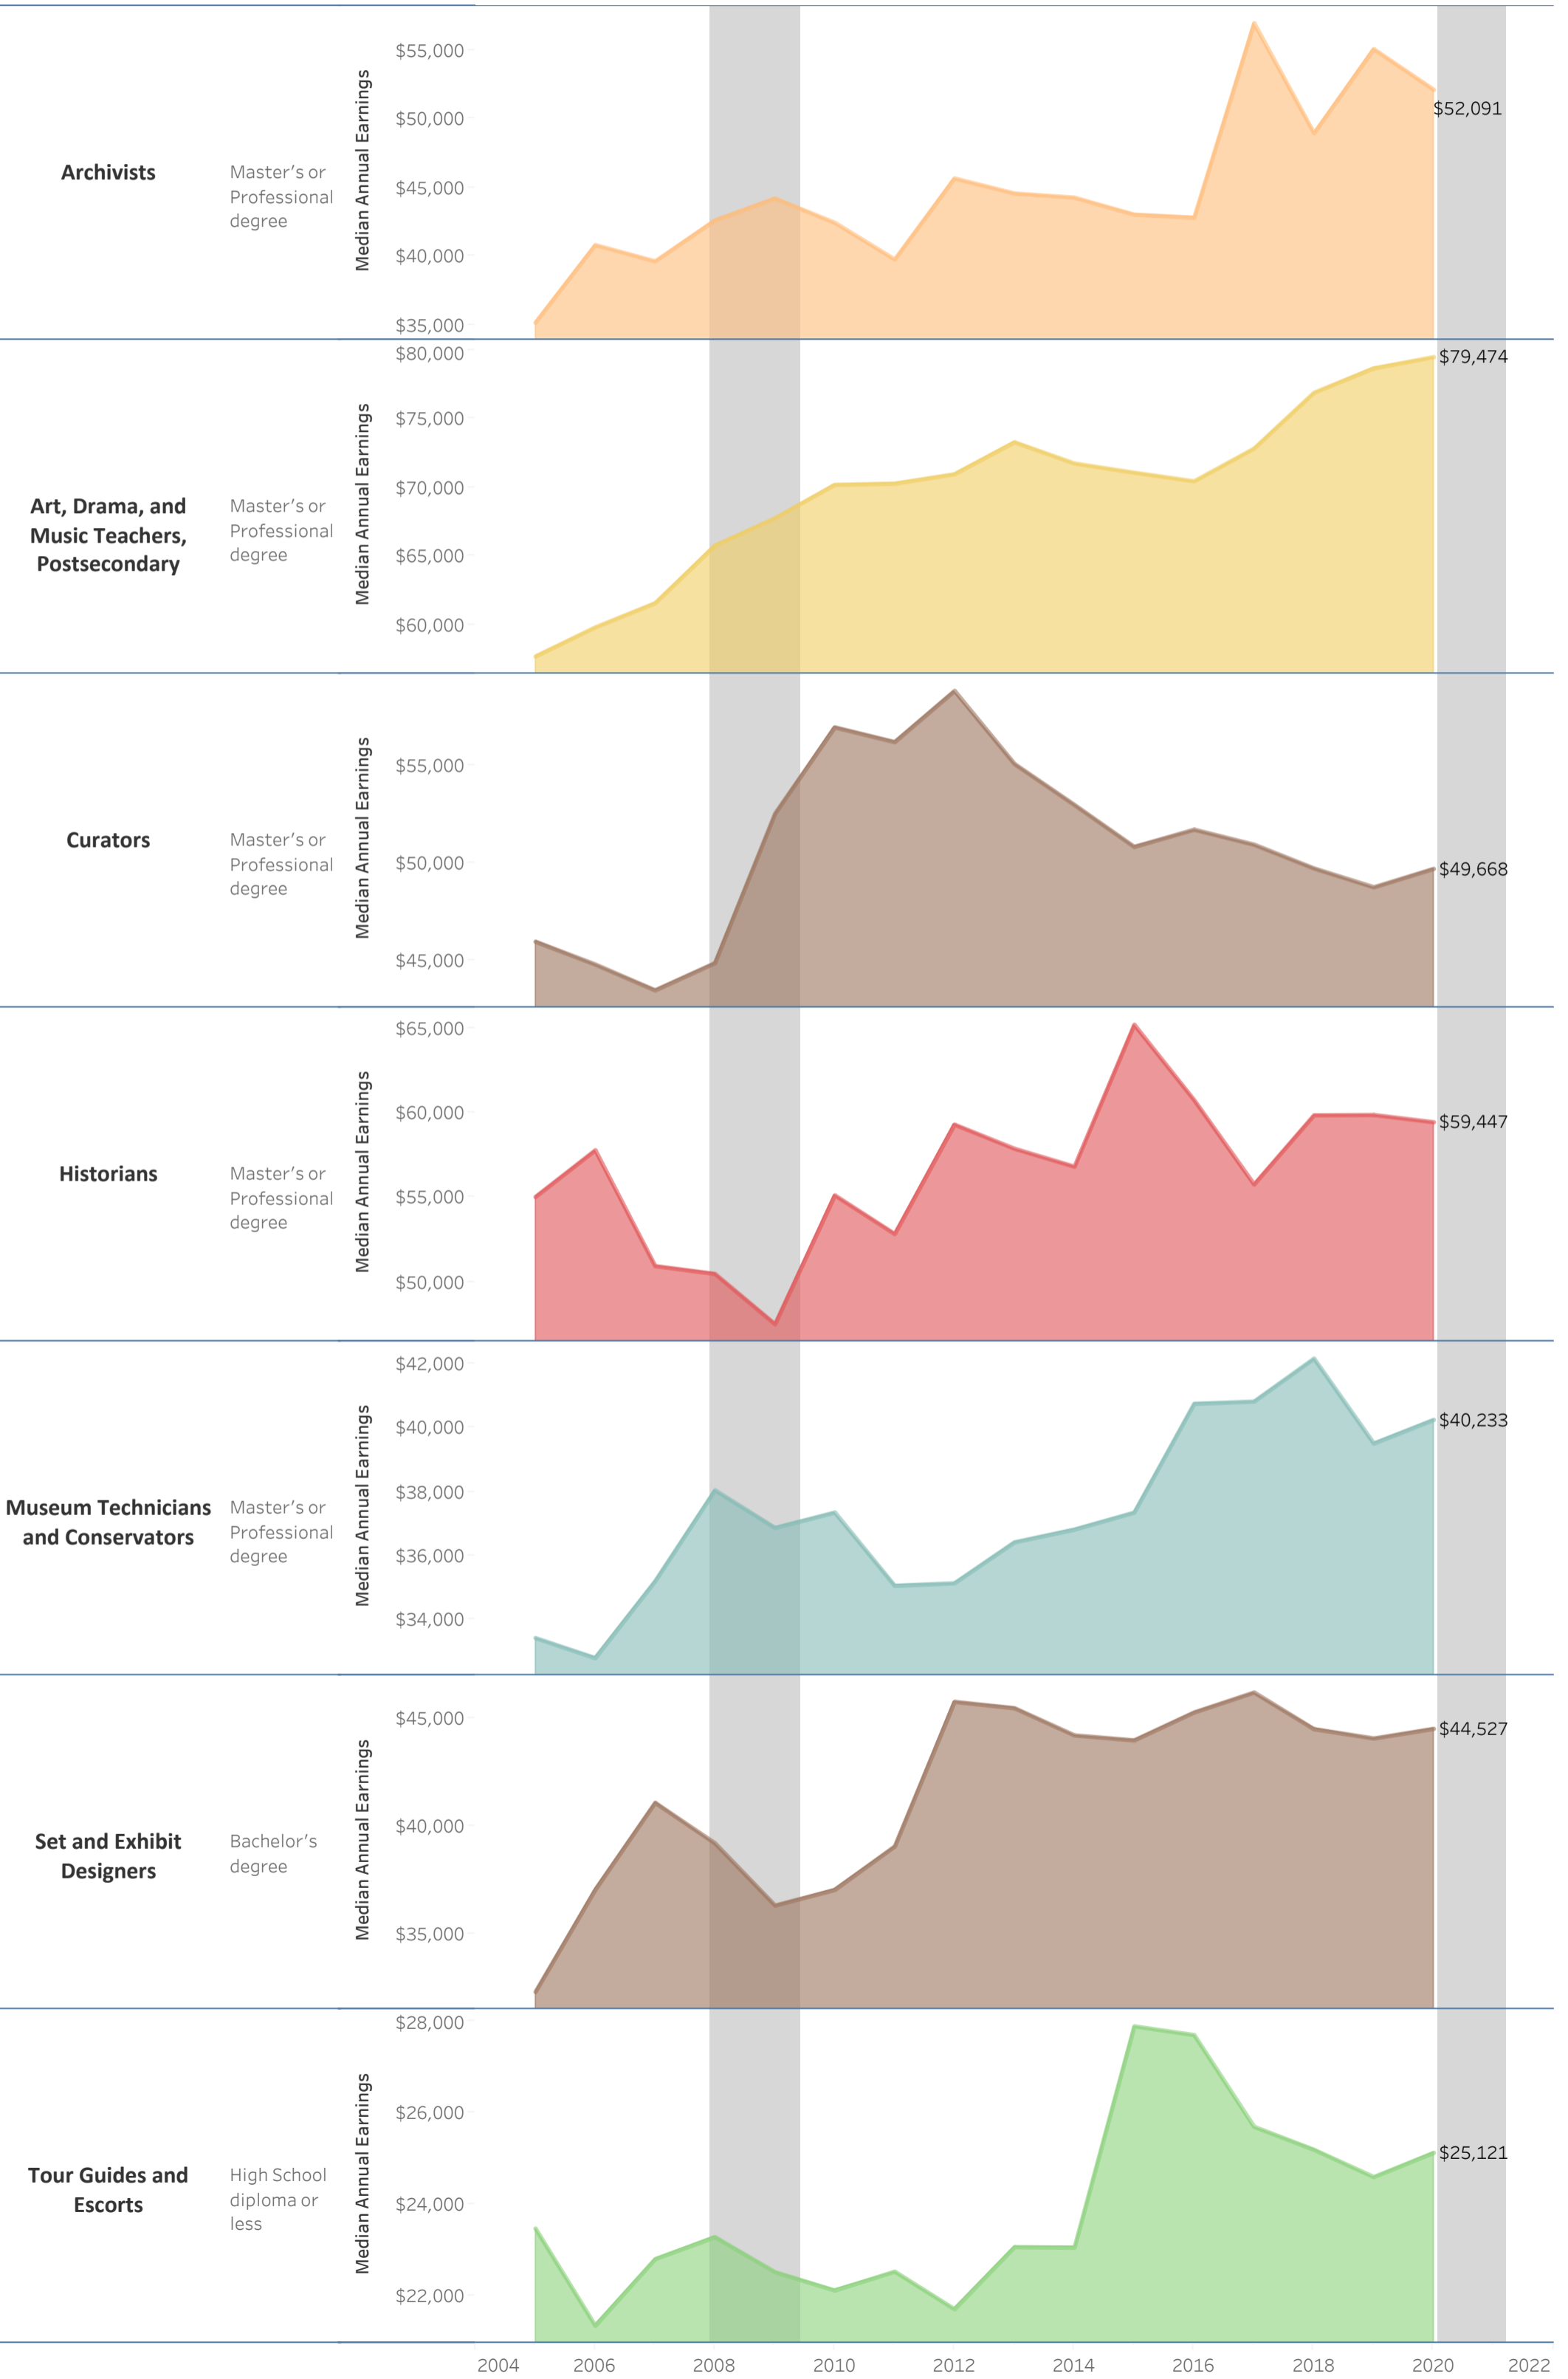 Archivists
Master's or
Professional
degree
Median Annual Earnings
$55,000
$50,000
$45,000
$40,000
$35,000
$52,091
Art, Drama, and
Music Teachers,
Postsecondary
Master's or
Professional
degree
Median Annual Earnings
$80,000
$75,000
$70,000
$65,000
$60,000
$79,474
Curators
Master's or
Professional
degree
Median Annual Earnings
$55,000
$50,000
$45,000
$49,668
Historians
Master's or
Professional
degree
Median Annual Earnings
$65,000
$60,000
$55,000
$50,000
$59,447
Museum Technicians
and Conservators
Master's or
Professional
degree
Median Annual Earnings
$42,000
$40,000
$38,000
$36,000
$34,000
$40,233
Set and Exhibit
Designers
Bachelor's
degree
Median Annual Earnings
$45,000
$40,000
$35,000
$44,527
Tour Guides and
Escorts
High School
diploma or
less
Median Annual Earnings
$28,000
$26,000
$24,000
$22,000
$25,121
2004 2006 2008 2010 2012 2014 2016 2018 2020 2022